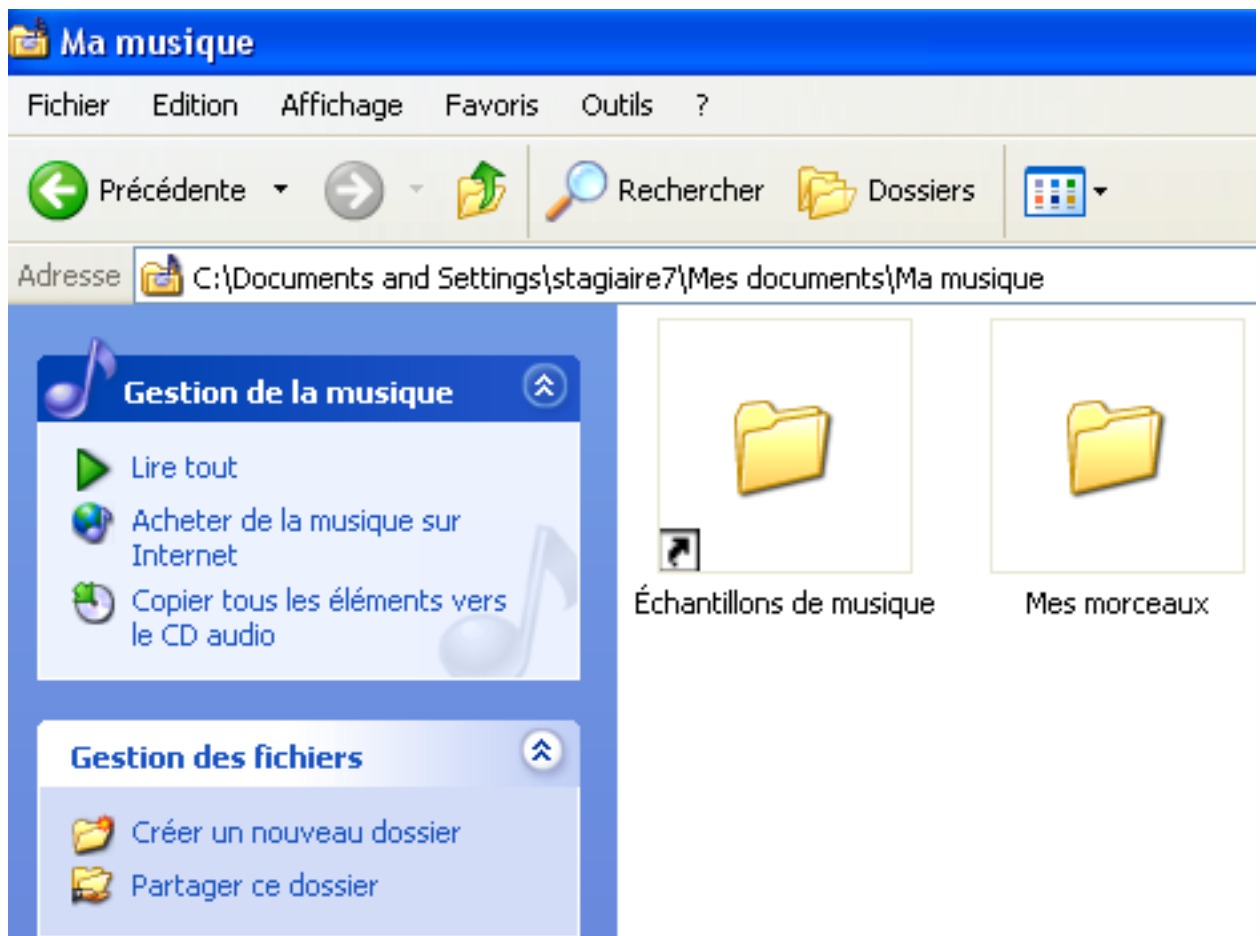 Ma musique
Fichier Edition Affichage Favoris Outils ?
Précédente Rechercher Dossiers
Adresse C:\Documents and Settings\stagiaire7\Mes documents\Ma musique
Gestion de la musique
Lire tout
Acheter de la musique sur
Internet
Copier tous les éléments vers
le CD audio
Gestion des fichiers
Créer un nouveau dossier
Partager ce dossier
Échantillons de musique
Mes morceaux